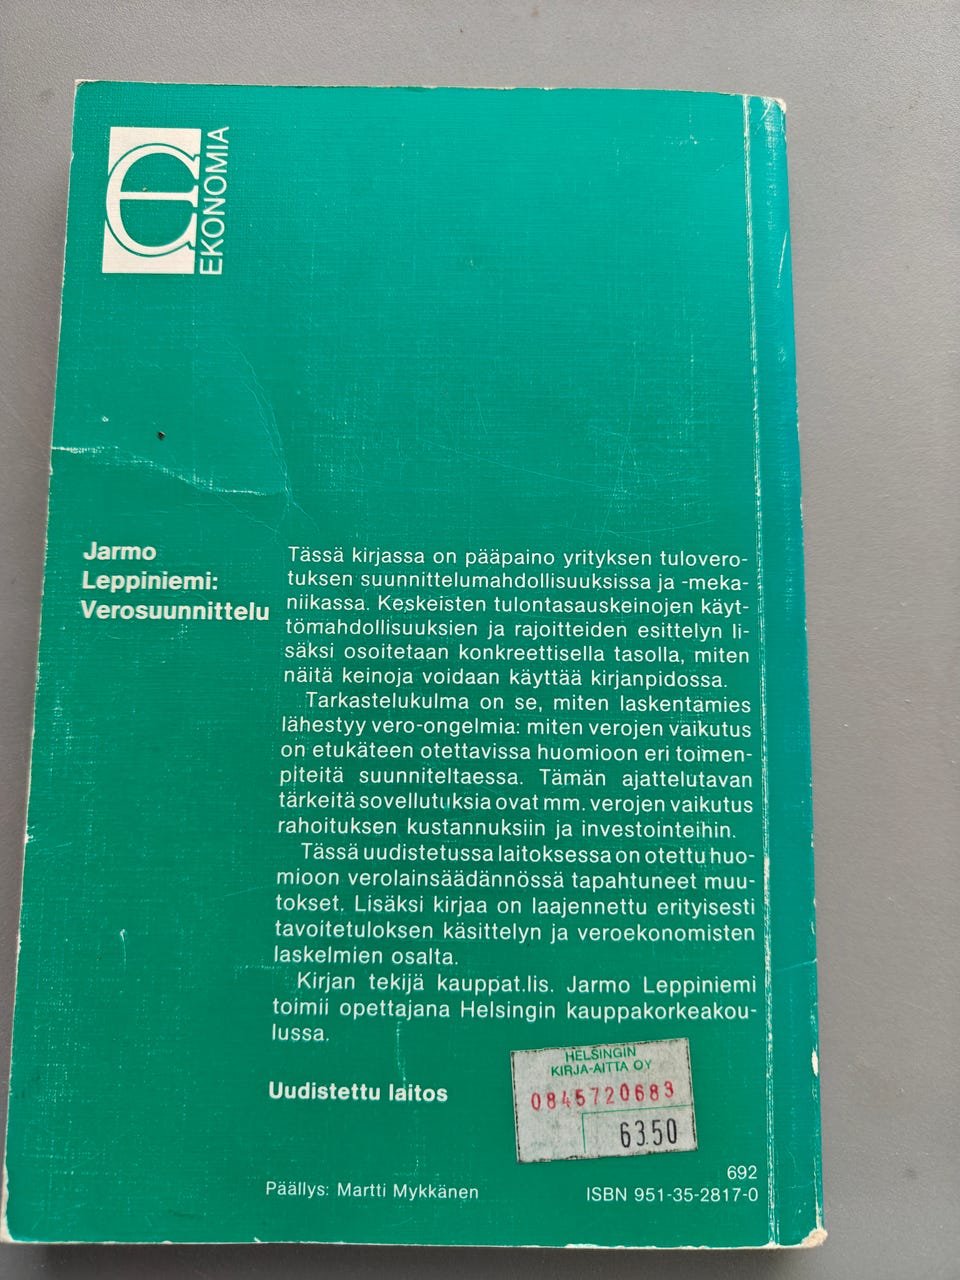 EKONOMIA
Jarmo
Leppiniemi:
Verosuunnittelu
Tässä kirjassa on pääpaino yrityksen tulovero-
tuksen suunnittelumahdollisuuksissa ja -meka-
niikassa. Keskeisten tulontasauskeinojen käyt-
tömahdollisuuksien ja rajoitteiden esittelyn li-
säksi osoitetaan konkreettisella tasolla, miten
näitä keinoja voidaan käyttää kirjanpidossa.
Tarkastelukulma on se, miten laskentamies
lähestyy vero-ongelmia: miten verojen vaikutus
on etukäteen otettavissa huomioon eri toimen-
piteitä suunniteltaessa. Tämän ajattelutavan
tärkeitä sovellutuksia ovat mm. verojen vaikutus
rahoituksen kustannuksiin ja investointeihin.
Tässä uudistetussa laitoksessa on otettu huo-
mioon verolainsäädännössä tapahtuneet muu-
tokset. Lisäksi kirjaa on laajennettu erityisesti
tavoitetuloksen käsittelyn ja veroekonomisten
laskelmien osalta.
Kirjan tekijä kauppat.lis. Jarmo Leppiniemi
toimii opettajana Helsingin kauppakorkeakou-
lussa.
Uudistettu laitos
HELSINGIN
KIRJA-AITTA OY
0845720683
63.50
692
Päällys: Martti Mykkänen
ISBN 951-35-2817-0